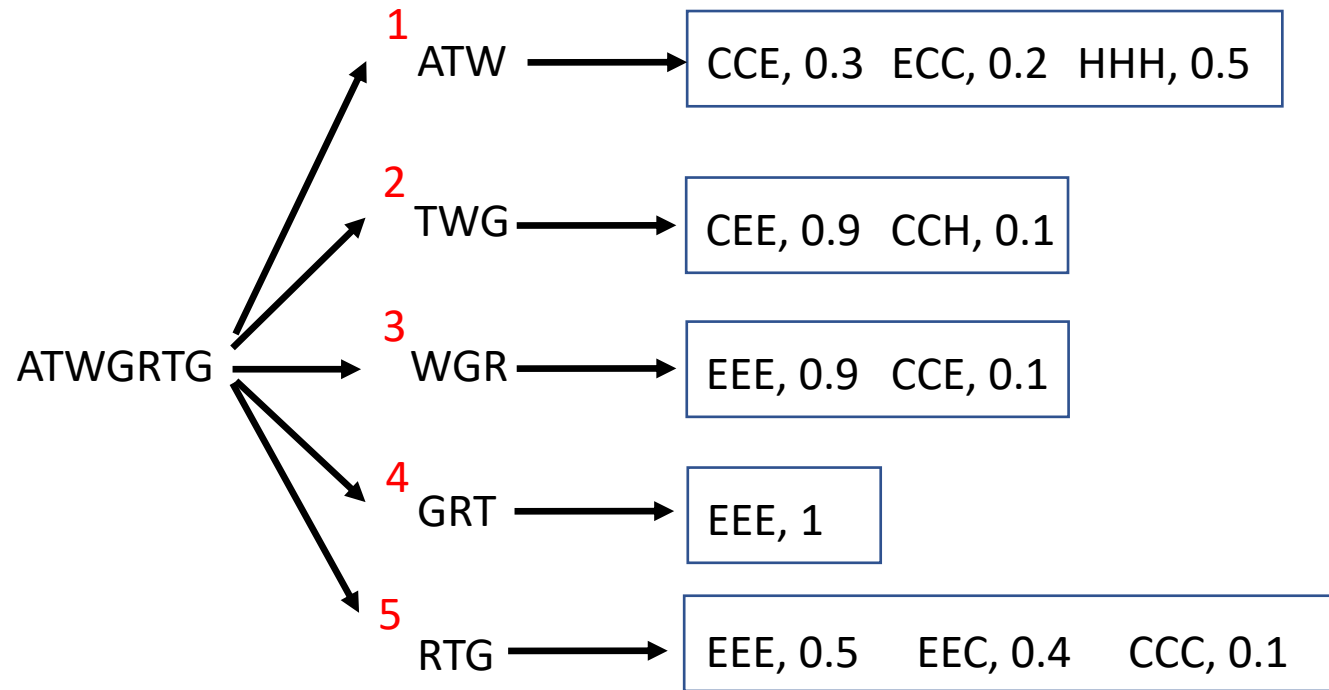 1
ATW
CCE, 0.3 ECC, 0.2 HHH, 0.5
2
TWG
CEE, 0.9 CCH, 0.1
ATWGRTG
3
WGR
EEE, 0.9 CCE, 0.1
4
GRT
EEE, 1
5
RTG
EEE, 0.5 EEC, 0.4 CCC, 0.1